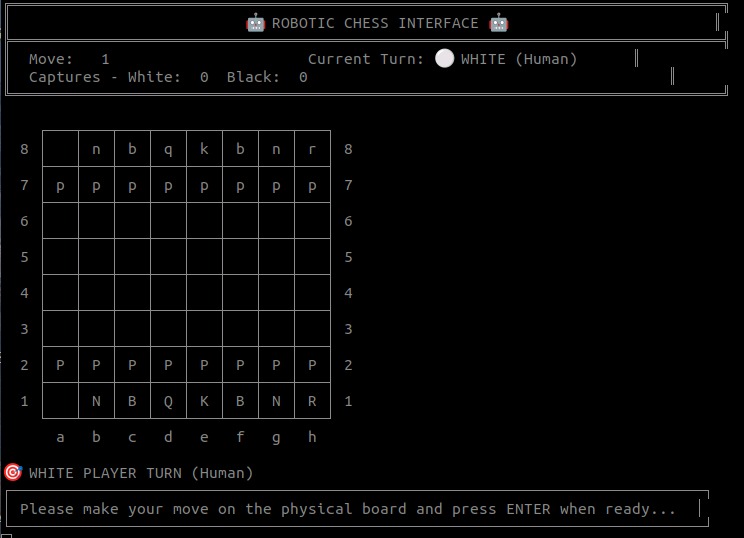 🤖 ROBOTIC CHESS INTERFACE 🤖
Move: 1 Current Turn: ⚪ WHITE (Human)
Captures - White: 0 Black: 0
8 n b q k b n r 8
7 p p p p p p p p 7
6 6
5 5
4 4
3 3
2 P P P P P P P P 2
1 N B Q K B N R 1
a b c d e f g h
🎯 WHITE PLAYER TURN (Human)
Please make your move on the physical board and press ENTER when ready...